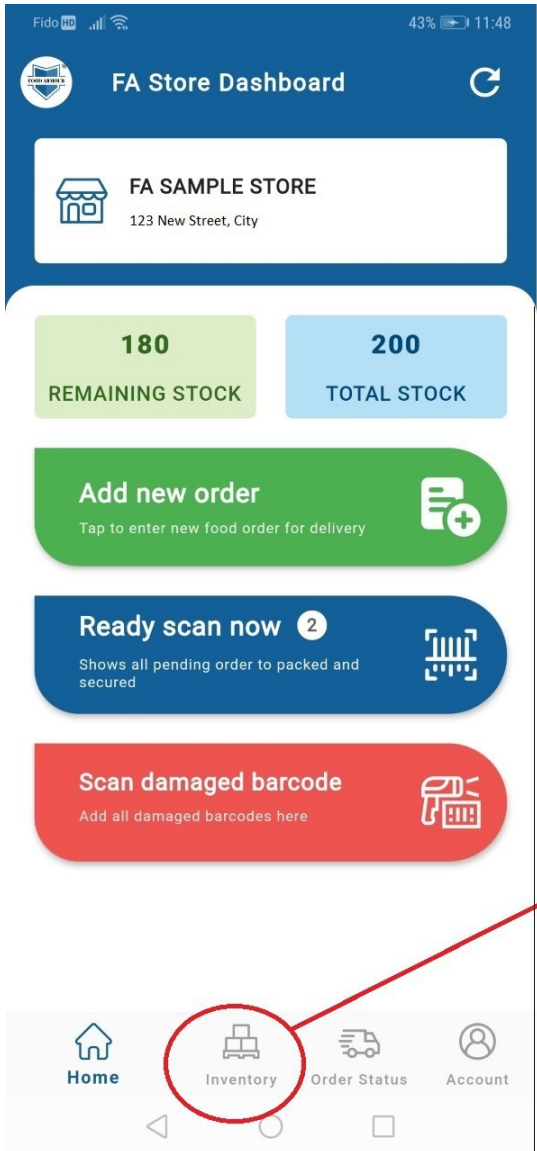 Fido HD
43% 11:48
FOOD ARMOUR
FA Store Dashboard
FA SAMPLE STORE
123 New Street, City
180
REMAINING STOCK
200
TOTAL STOCK
Add new order
Tap to enter new food order for delivery
Ready scan now 2
Shows all pending order to packed and
secured
Scan damaged barcode
Add all damaged barcodes here
Home
Inventory
Order Status
Account